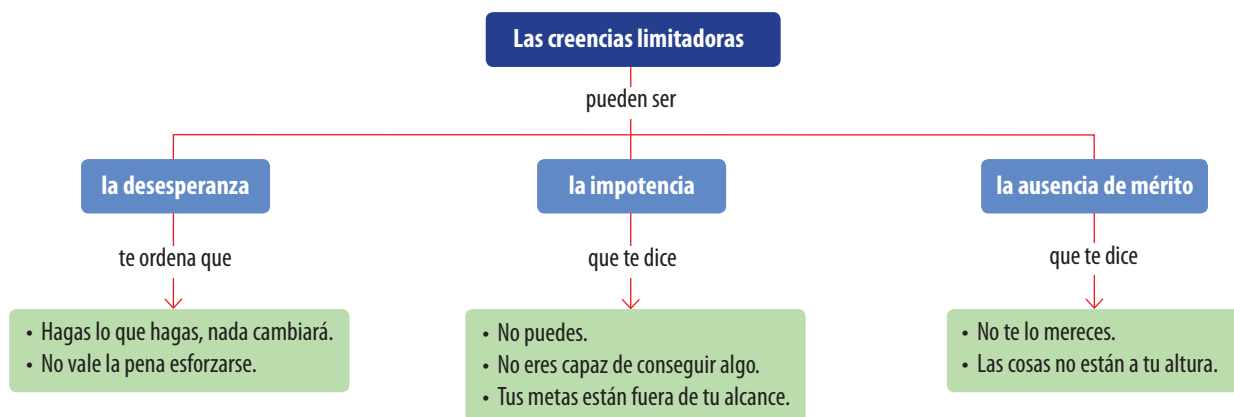 Las creencias limitadoras
pueden ser
la desesperanza
la impotencia
la ausencia de mérito
te ordena que
que te dice
que te dice
• Hagas lo que hagas, nada cambiará.
• No vale la pena esforzarse.
• No puedes.
• No eres capaz de conseguir algo.
• Tus metas están fuera de tu alcance.
• No te lo mereces.
• Las cosas no están a tu altura.